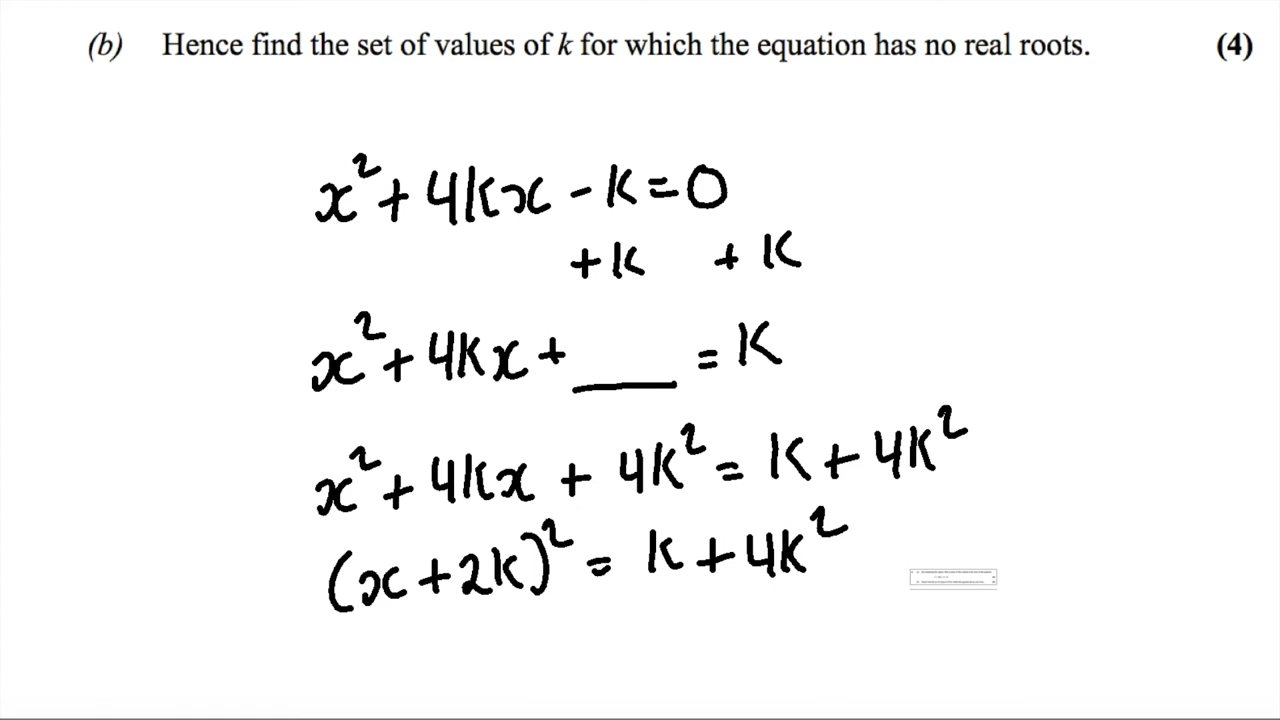 (b) Hence find the set of values of k for which the equation has no real roots. (4)
x² + 4kx - k = 0
+k +k
x² + 4kx + ___ = k
x² + 4kx + 4k² = k + 4k²
(x + 2k)² = k + 4k²